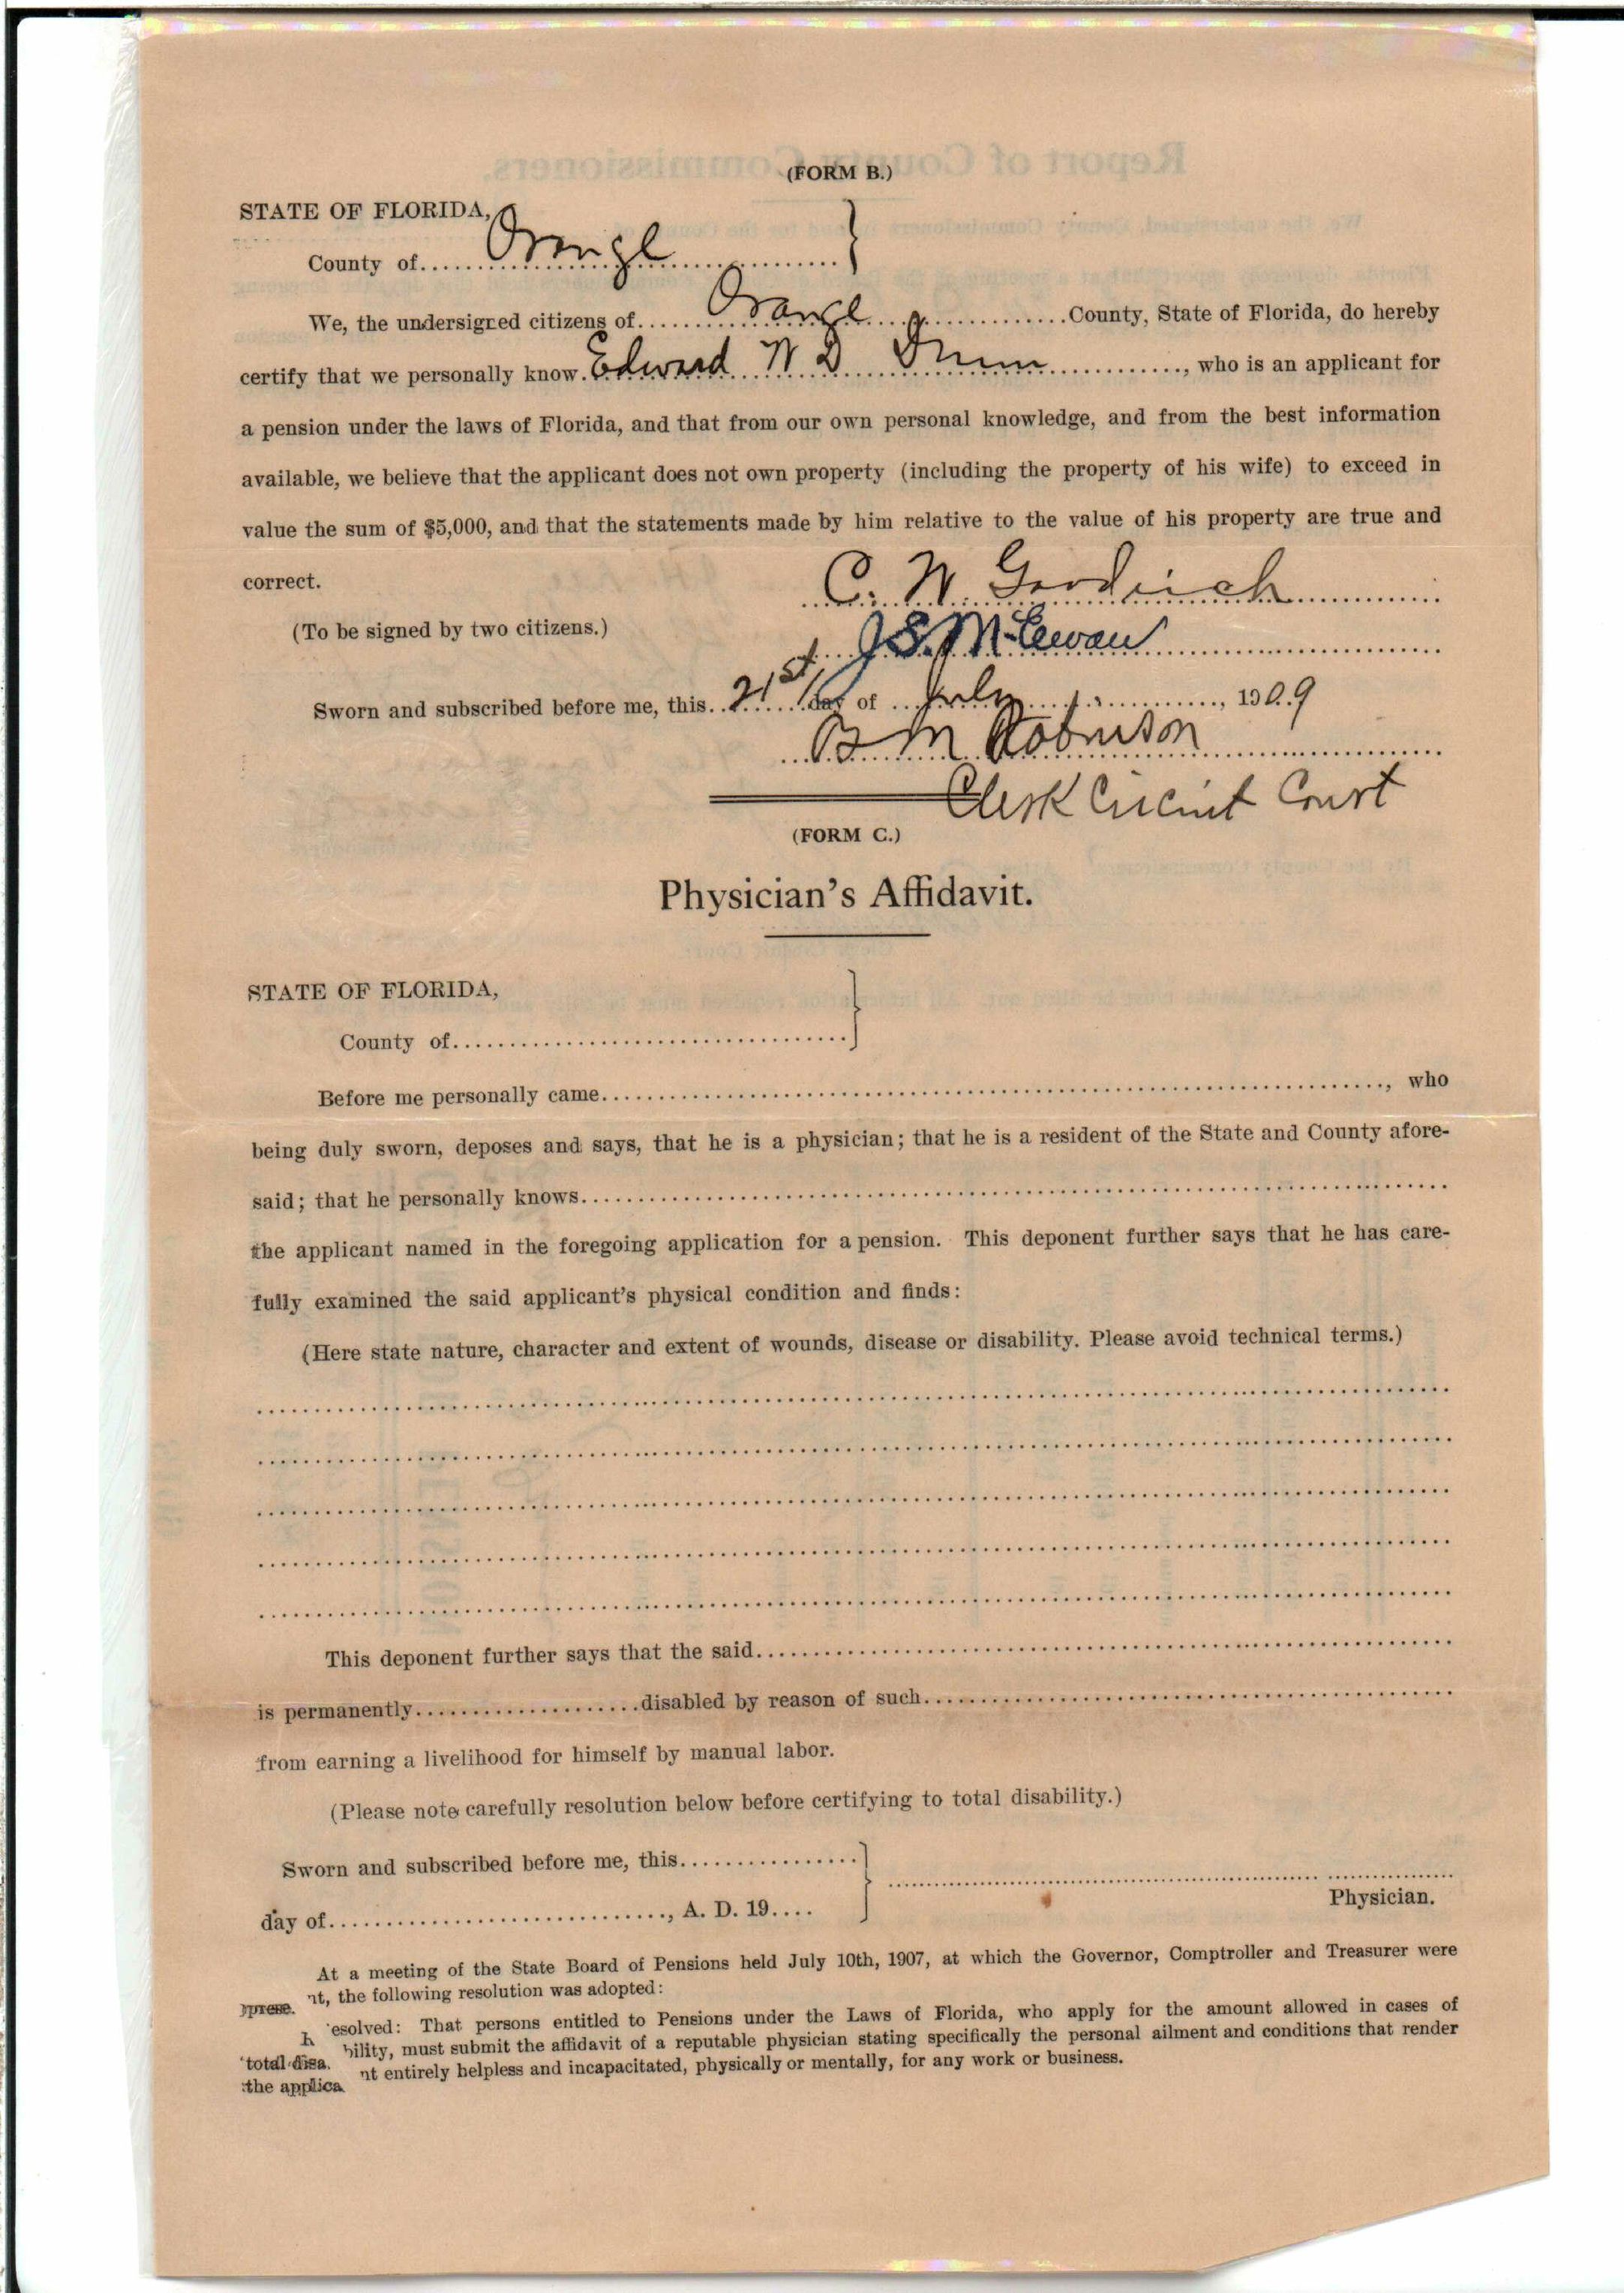 (FORM B.)
STATE OF FLORIDA,
County of Orange
We, the undersigned citizens of Orange County, State of Florida, do hereby
certify that we personally know Edward W D, who is an applicant for
a pension under the laws of Florida, and that from our own personal knowledge, and from the best information
available, we believe that the applicant does not own property (including the property of his wife) to exceed in
value the sum of $5,000, and that the statements made by him relative to the value of his property are true and
correct.
C. W. Goodrich
(To be signed by two citizens.)
J. S. McEwan
Sworn and subscribed before me, this 21st day of July, 1909
B M Robinson
Clerk Circuit Court
(FORM C.)
Physician's Affidavit.
STATE OF FLORIDA,
County of
Before me personally came, who
being duly sworn, deposes and says, that he is a physician; that he is a resident of the State and County afore-
said; that he personally knows
the applicant named in the foregoing application for a pension. This deponent further says that he has care-
fully examined the said applicant's physical condition and finds:
(Here state nature, character and extent of wounds, disease or disability. Please avoid technical terms.)
This deponent further says that the said
is permanently disabled by reason of such
from earning a livelihood for himself by manual labor.
(Please note carefully resolution below before certifying to total disability.)
Sworn and subscribed before me, this
day of, A. D. 19....
Physician.
At a meeting of the State Board of Pensions held July 10th, 1907, at which the Governor, Comptroller and Treasurer were
prese nt, the following resolution was adopted:
R esolved: That persons entitled to Pensions under the Laws of Florida, who apply for the amount allowed in cases of
total disa bility, must submit the affidavit of a reputable physician stating specifically the personal ailment and conditions that render
the applica nt entirely helpless and incapacitated, physically or mentally, for any work or business.